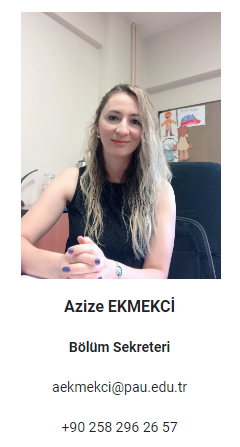 Azize EKMEKCİ
Bölüm Sekreteri
aekmekci@pau.edu.tr
+90 258 296 26 57